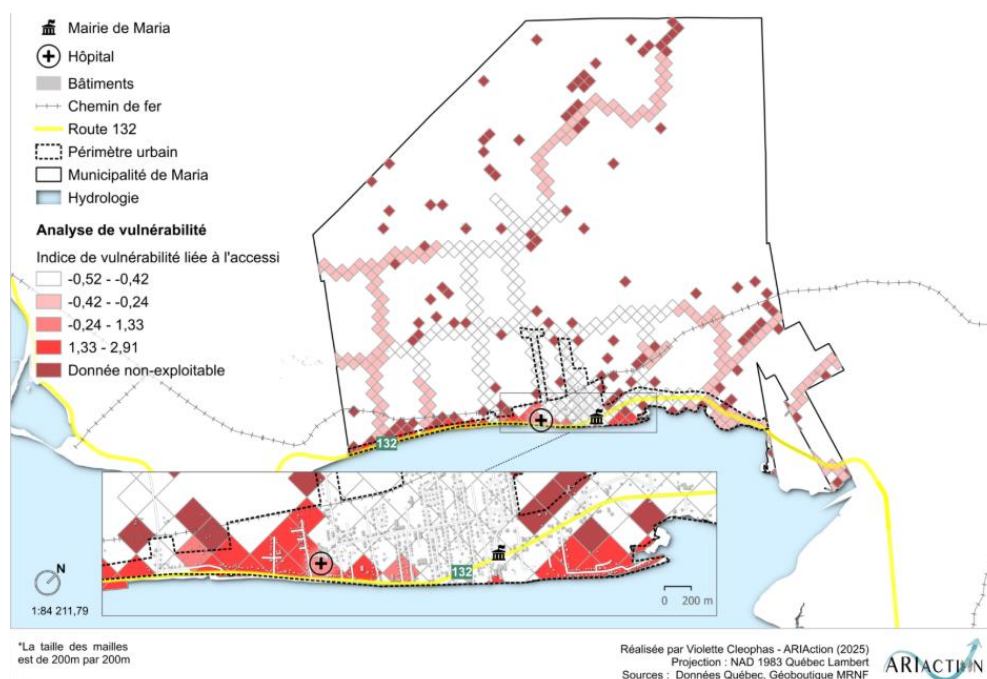 Mairie de Maria
Hôpital
Bâtiments
Chemin de fer
Route 132
Périmètre urbain
Municipalité de Maria
Hydrologie
Analyse de vulnérabilité
Indice de vulnérabilité liée à l'accessi
-0,52 - -0,42
-0,42 - -0,24
-0,24 - 1,33
1,33 - 2,91
Donnée non-exploitable
132
132
N
1:84 211,79
0 200 m
*La taille des mailles
est de 200m par 200m
Réalisée par Violette Cleophas - ARIAction (2025)
Projection : NAD 1983 Québec Lambert
Sources : Données Québec, Géoboutique MRNF
ARIACTION